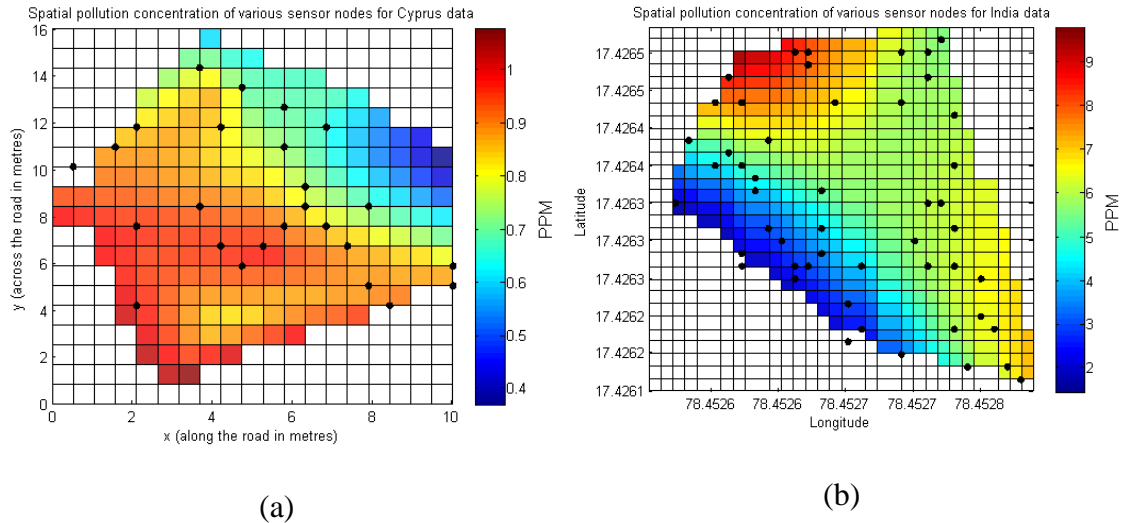 Spatial pollution concentration of various sensor nodes for Cyprus data
16
14
12
10
8
6
4
2
0
0 2 4 6 8 10
y (across the road in metres)
x (along the road in metres)
1
0.9
0.8
0.7
0.6
0.5
0.4
PPM
(a)
Spatial pollution concentration of various sensor nodes for India data
17.4265
17.4265
17.4264
17.4264
17.4263
17.4263
17.4263
17.4262
17.4262
17.4261
78.4526 78.4526 78.4527 78.4527 78.4528
Latitude
Longitude
9
8
7
6
5
4
3
2
PPM
(b)